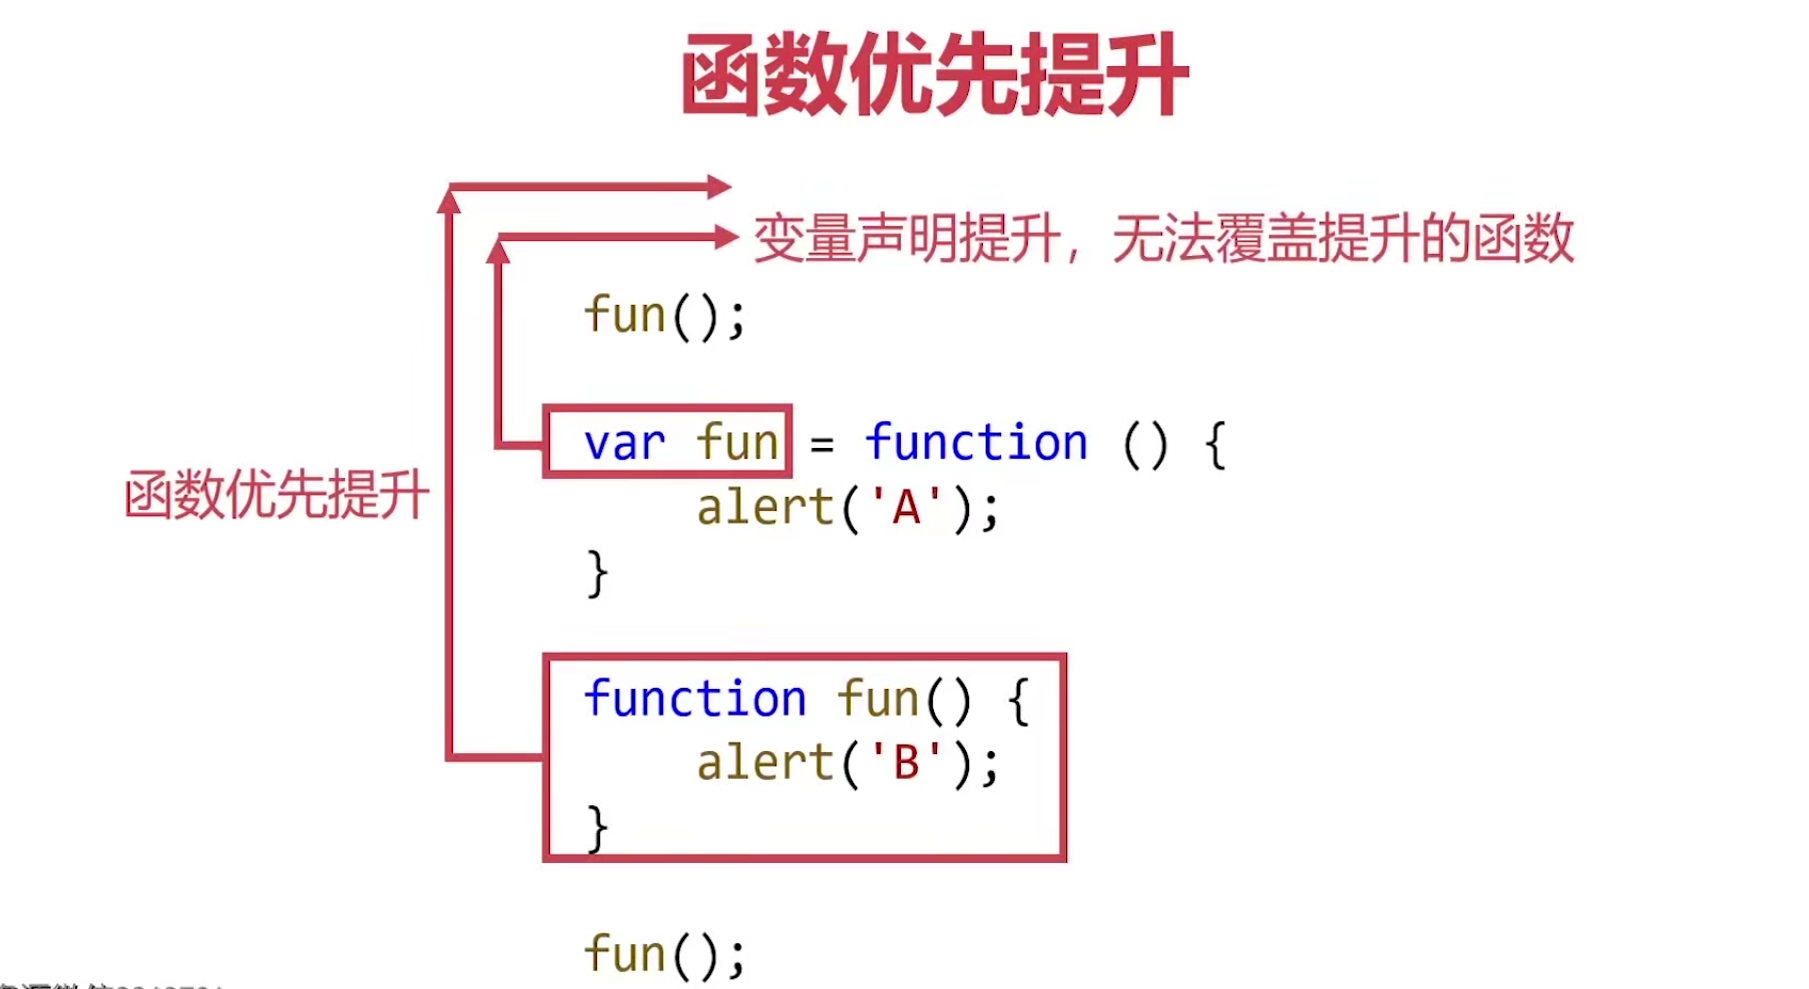 函数优先提升
变量声明提升，无法覆盖提升的函数
fun();
var fun = function () {
函数优先提升
alert('A');
}
function fun() {
alert('B');
}
fun();